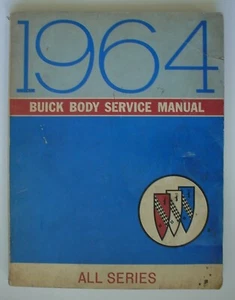 1964
BUICK BODY SERVICE MANUAL
ALL SERIES